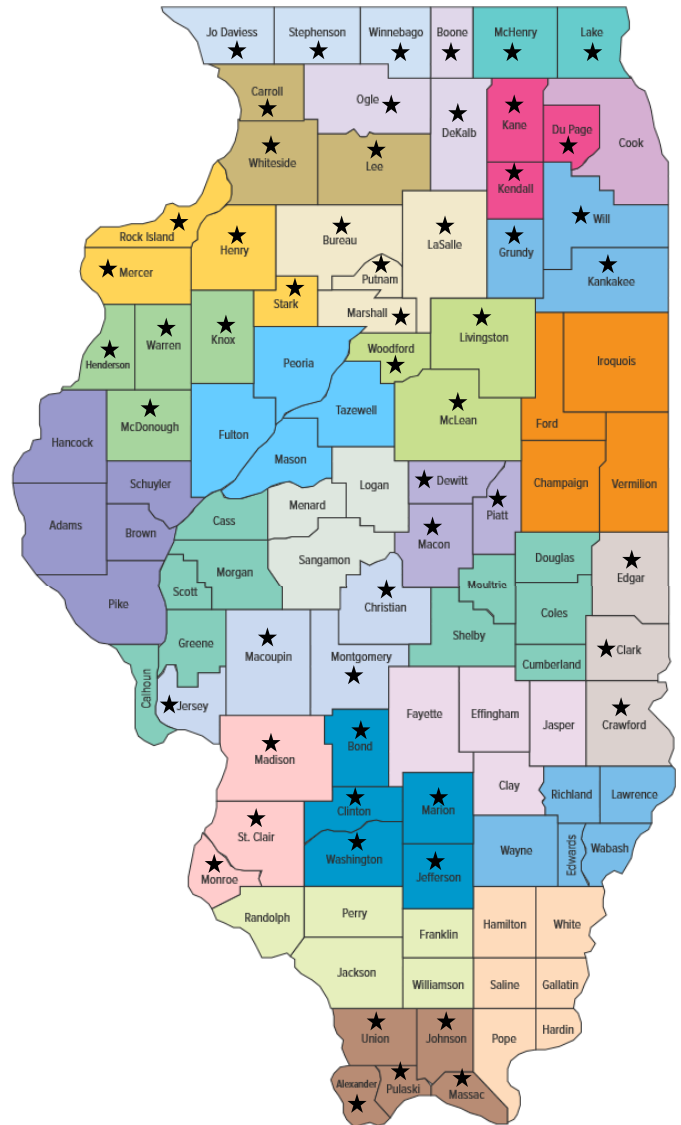 Jo Daviess
Stephenson
Winnebago
Boone
McHenry
Lake
Carroll
Ogle
DeKalb
Kane
Du Page
Cook
Whiteside
Lee
Kendall
Rock Island
Henry
Bureau
LaSalle
Will
Grundy
Mercer
Putnam
Kankakee
Stark
Marshall
Henderson
Warren
Knox
Peoria
Woodford
Livingston
Iroquois
McDonough
Fulton
Tazewell
McLean
Ford
Hancock
Mason
Schuyler
Logan
Dewitt
Champaign
Vermilion
Adams
Brown
Cass
Menard
Macon
Piatt
Sangamon
Douglas
Edgar
Pike
Scott
Morgan
Christian
Moultrie
Coles
Greene
Macoupin
Montgomery
Shelby
Cumberland
Clark
Calhoun
Jersey
Fayette
Effingham
Jasper
Crawford
Madison
Bond
Clay
Richland
Lawrence
Clinton
Marion
St. Clair
Washington
Wayne
Edwards
Wabash
Monroe
Jefferson
Randolph
Perry
Franklin
Hamilton
White
Jackson
Williamson
Saline
Gallatin
Union
Johnson
Pope
Hardin
Alexander
Pulaski
Massac